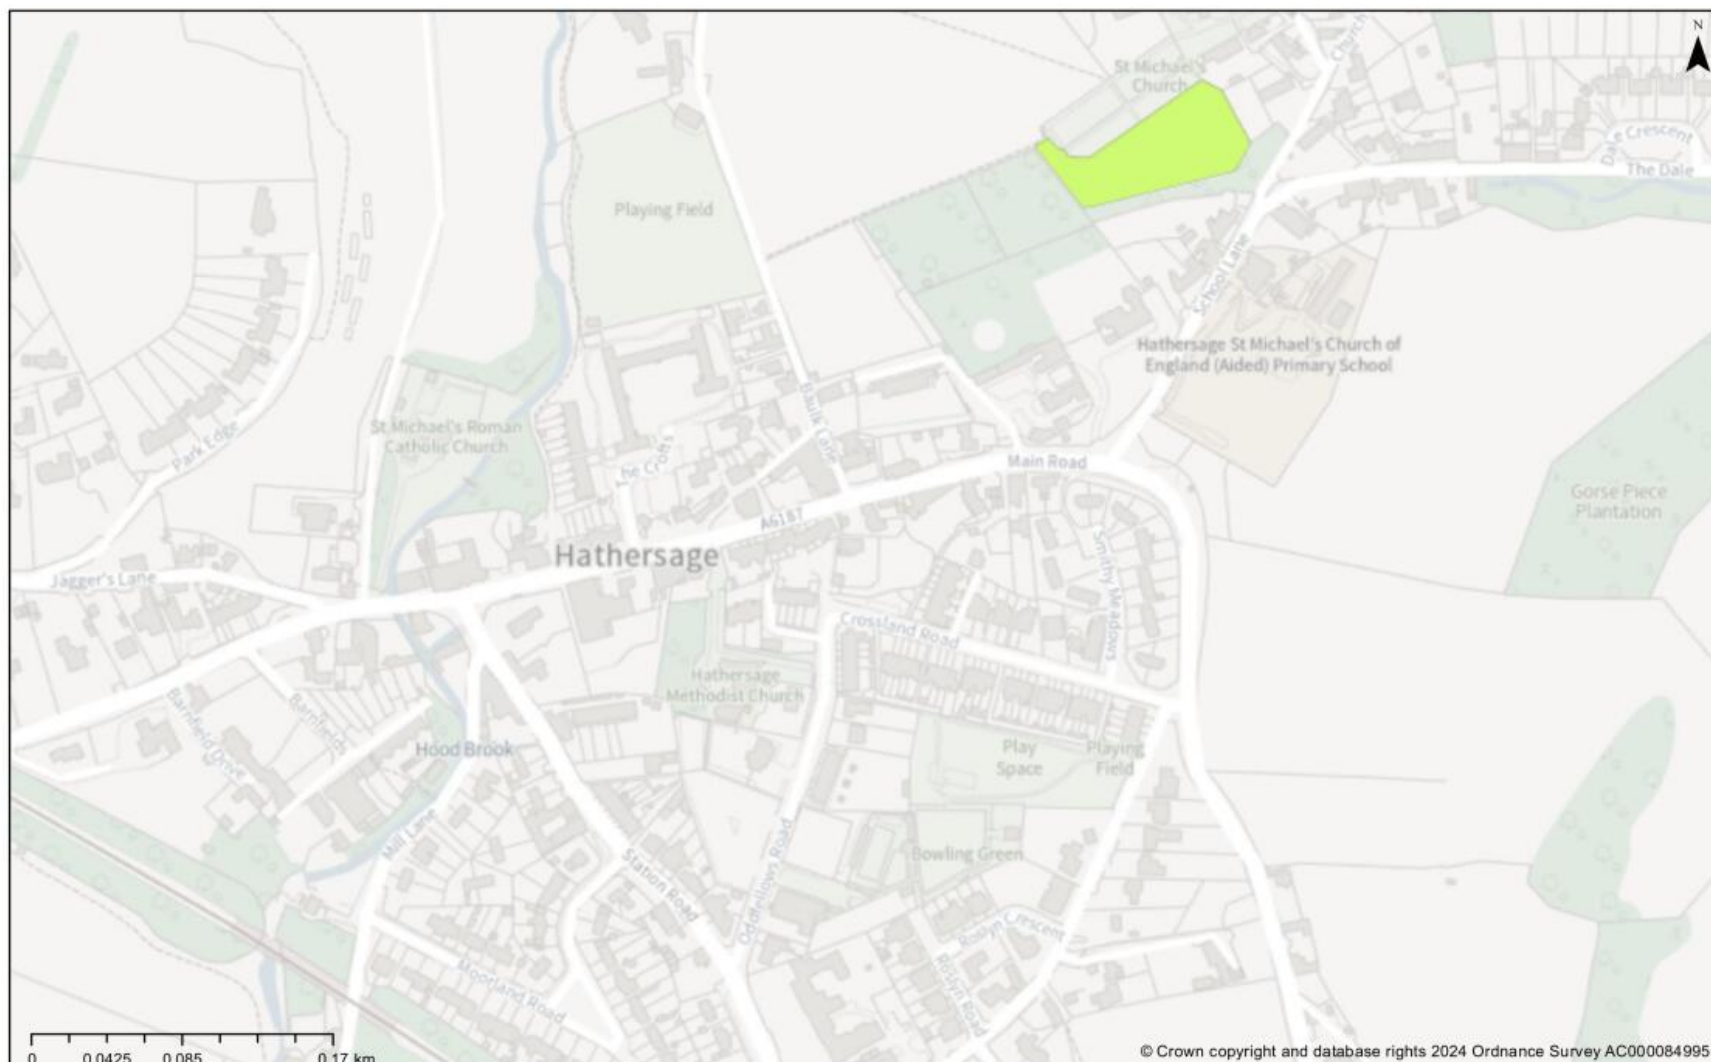 N
Church
St Michael's
Church
Dale Crescent
The Dale
Playing Field
School Lane
Hathersage St Michael's Church of
England (Aided) Primary School
Baulk Lane
St Michael's Roman
Catholic Church
Park Edge
The Crofts
Main Road
Gorse Piece
Plantation
A6187
Hathersage
Smithy Meadows
Jagger's Lane
Crossland Road
Hathersage
Methodist Church
Barnfield Drive
Barnfields
Hood Brook
Play
Space
Playing
Field
Mill Lane
Station Road
Oddfellows Road
Bowling Green
Roslyn Crescent
Roslyn Road
Moorland Road
0 0.0425 0.085 0.17 km
© Crown copyright and database rights 2024 Ordnance Survey AC0000849951